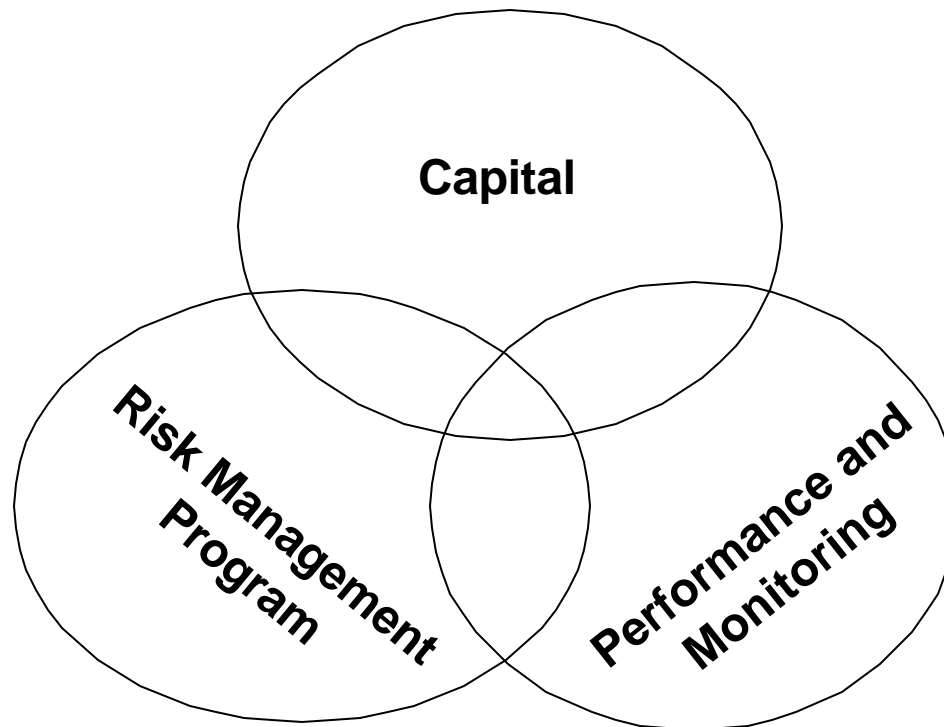 Capital
Risk Management
Program
Performance and
Monitoring